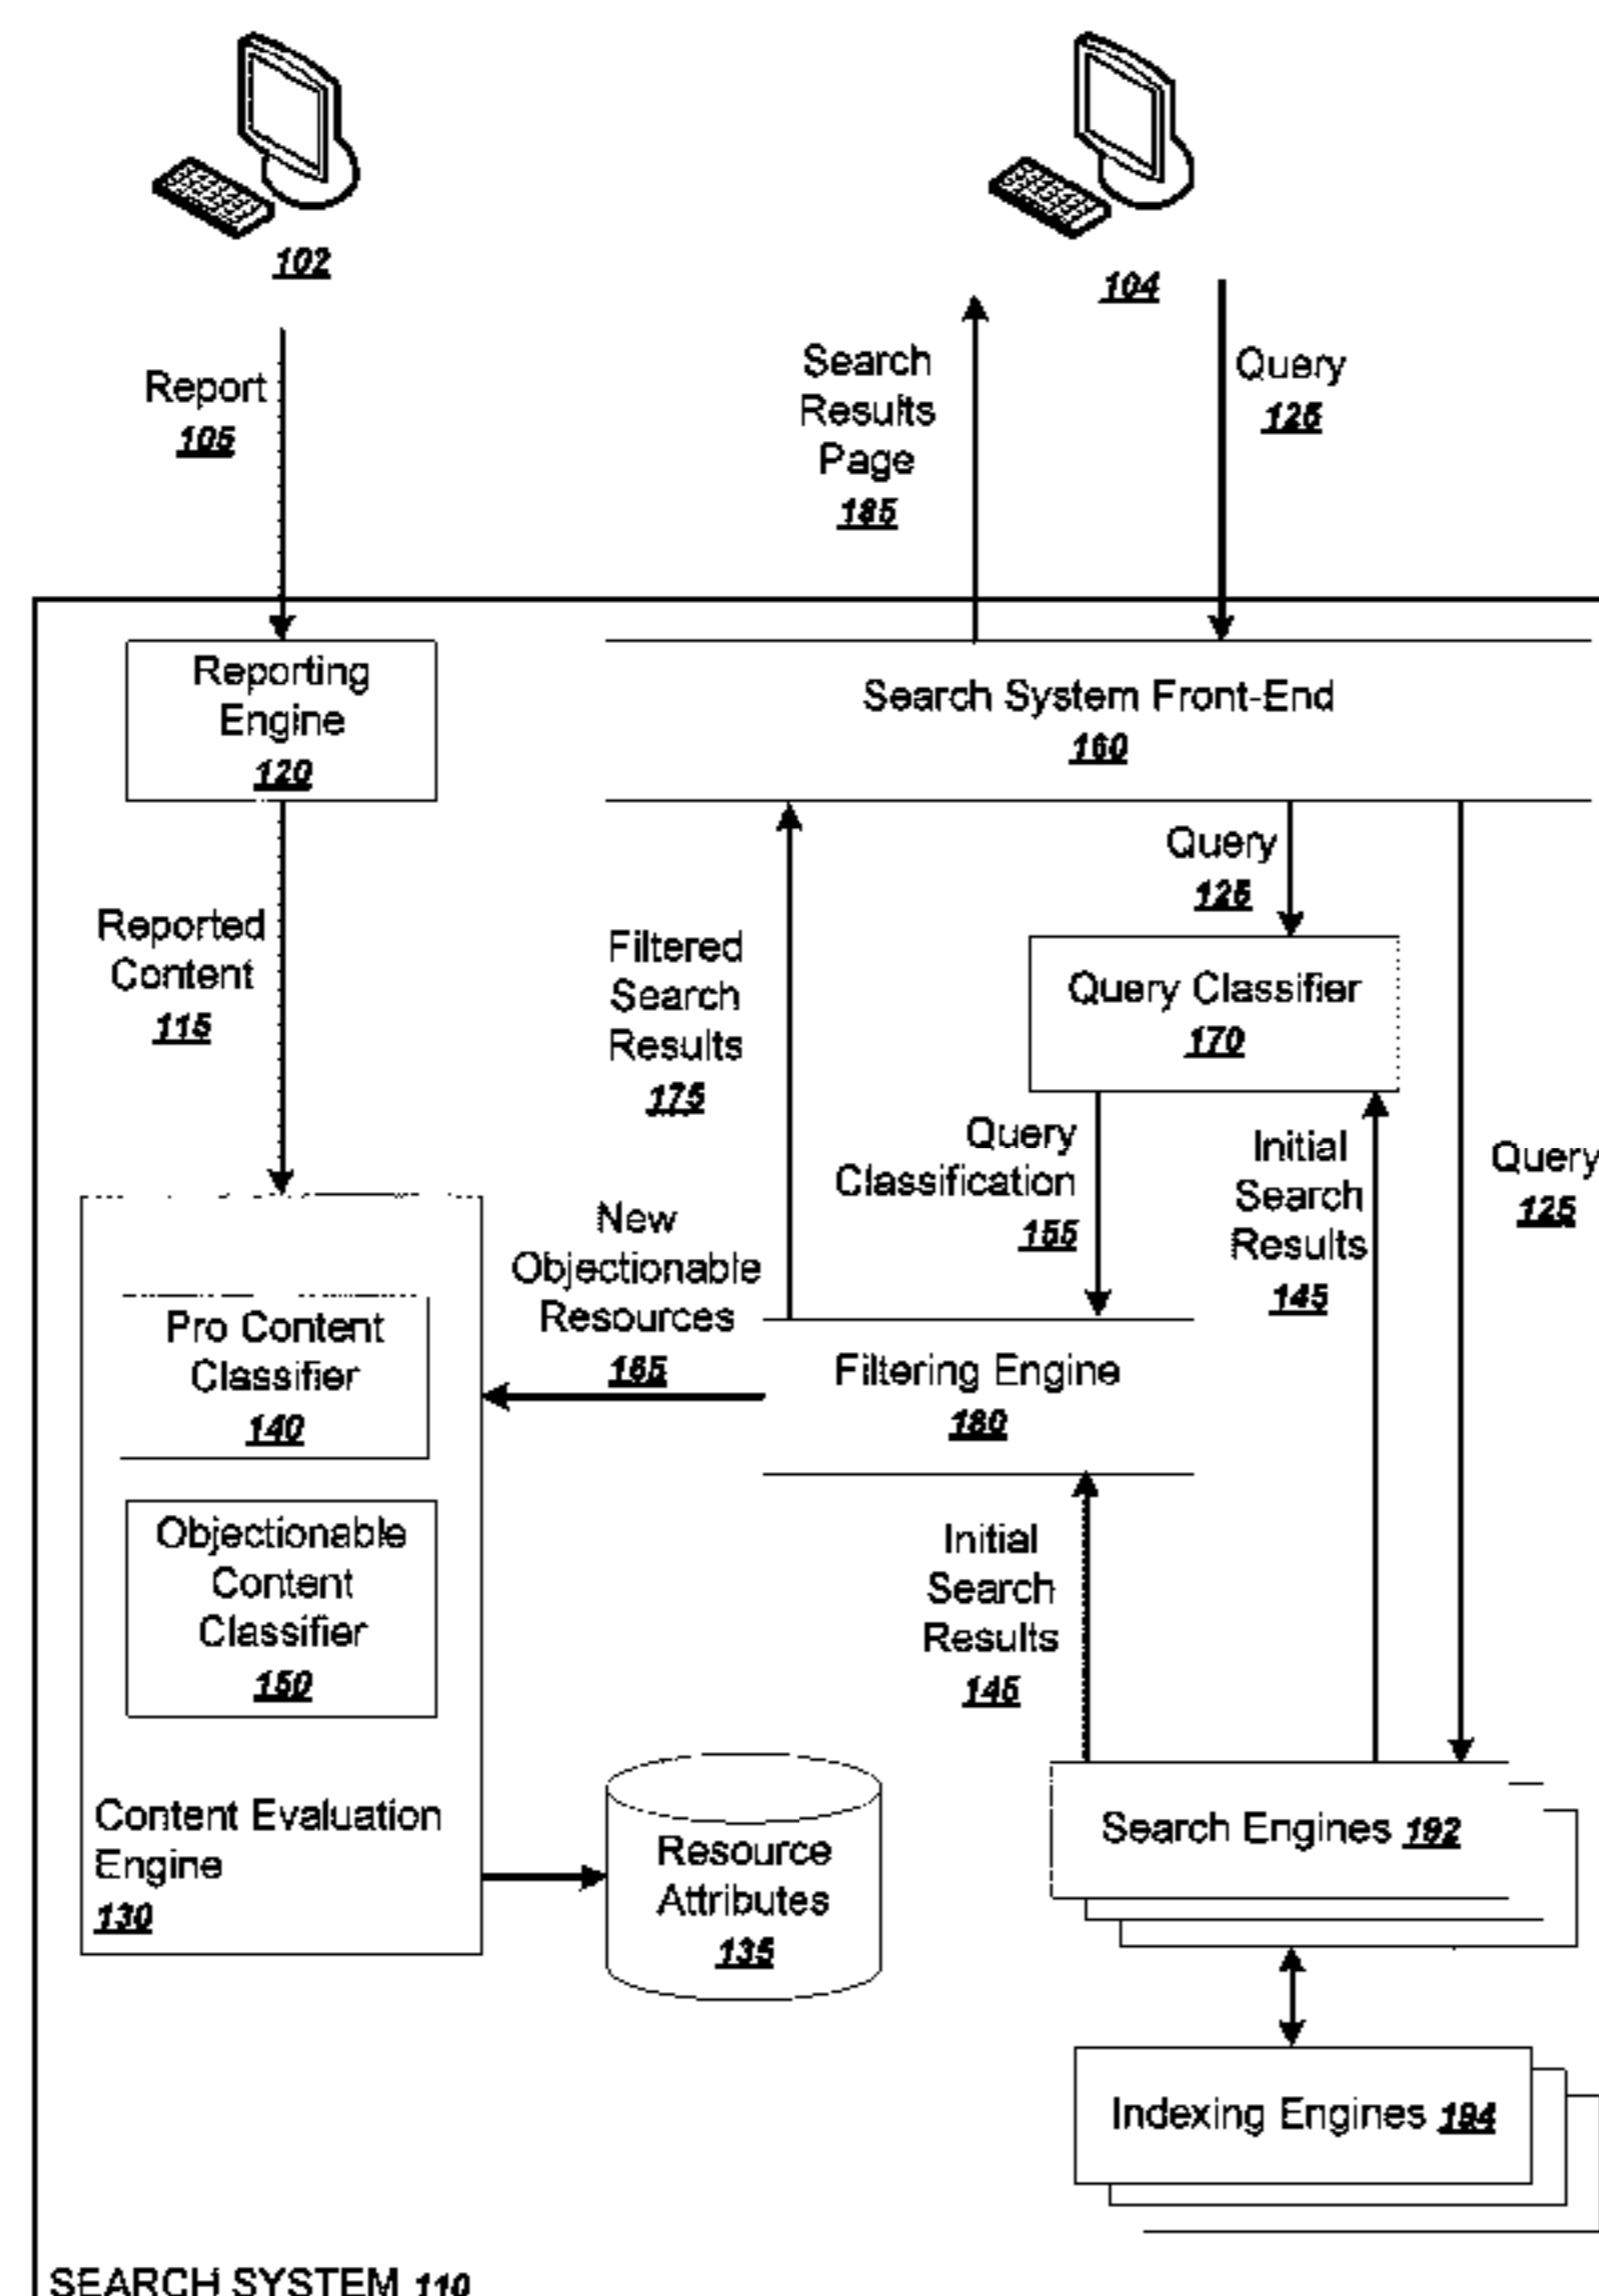 102
104
Report
105
Search
Results
Page
185
Query
125
Reporting
Engine
120
Search System Front-End
160
Reported
Content
115
Filtered
Search
Results
175
Query
125
Query Classifier
170
Query
Classification
155
Initial
Search
Results
145
Query
125
New
Objectionable
Resources
165
Pro Content
Classifier
140
Filtering Engine
180
Objectionable
Content
Classifier
150
Initial
Search
Results
145
Content Evaluation
Engine
130
Resource
Attributes
135
Search Engines 192
Indexing Engines 194
SEARCH SYSTEM 110